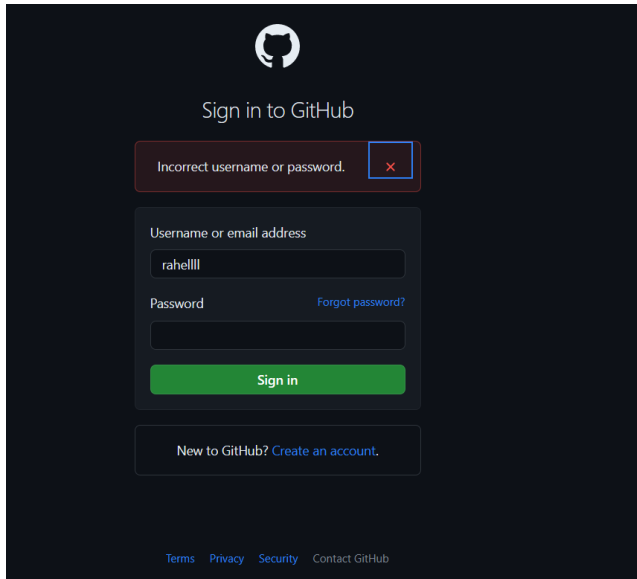 Sign in to GitHub
Incorrect username or password.
Username or email address
rahellll
Password Forgot password?
Sign in
New to GitHub? Create an account.
Terms Privacy Security Contact GitHub